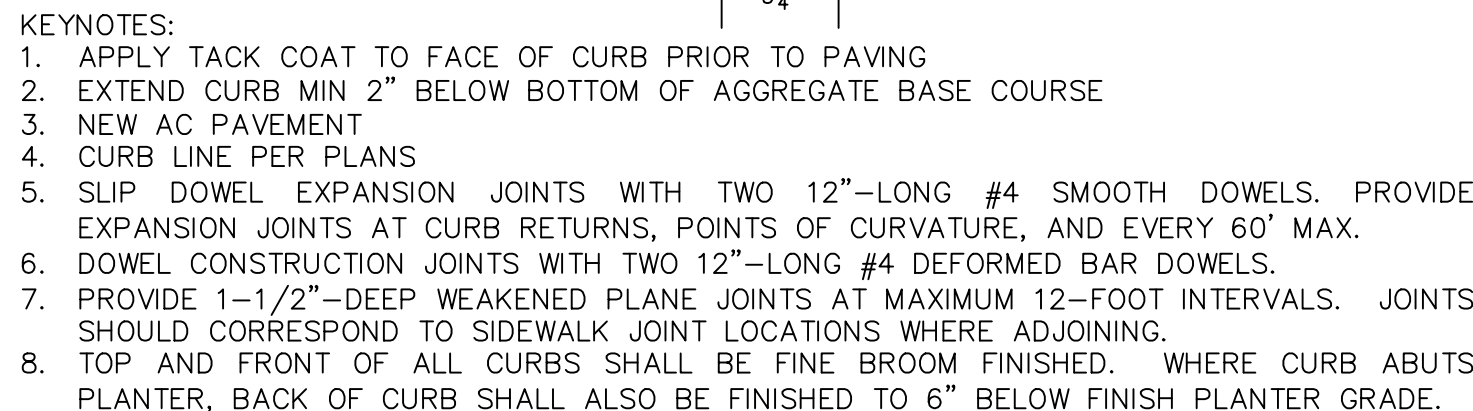 KEYNOTES:
1. APPLY TACK COAT TO FACE OF CURB PRIOR TO PAVING
2. EXTEND CURB MIN 2” BELOW BOTTOM OF AGGREGATE BASE COURSE
3. NEW AC PAVEMENT
4. CURB LINE PER PLANS
5. SLIP DOWEL EXPANSION JOINTS WITH TWO 12”–LONG #4 SMOOTH DOWELS. PROVIDE
EXPANSION JOINTS AT CURB RETURNS, POINTS OF CURVATURE, AND EVERY 60’ MAX.
6. DOWEL CONSTRUCTION JOINTS WITH TWO 12”–LONG #4 DEFORMED BAR DOWELS.
7. PROVIDE 1–1/2”–DEEP WEAKENED PLANE JOINTS AT MAXIMUM 12–FOOT INTERVALS. JOINTS
SHOULD CORRESPOND TO SIDEWALK JOINT LOCATIONS WHERE ADJOINING.
8. TOP AND FRONT OF ALL CURBS SHALL BE FINE BROOM FINISHED. WHERE CURB ABUTS
PLANTER, BACK OF CURB SHALL ALSO BE FINISHED TO 6” BELOW FINISH PLANTER GRADE.